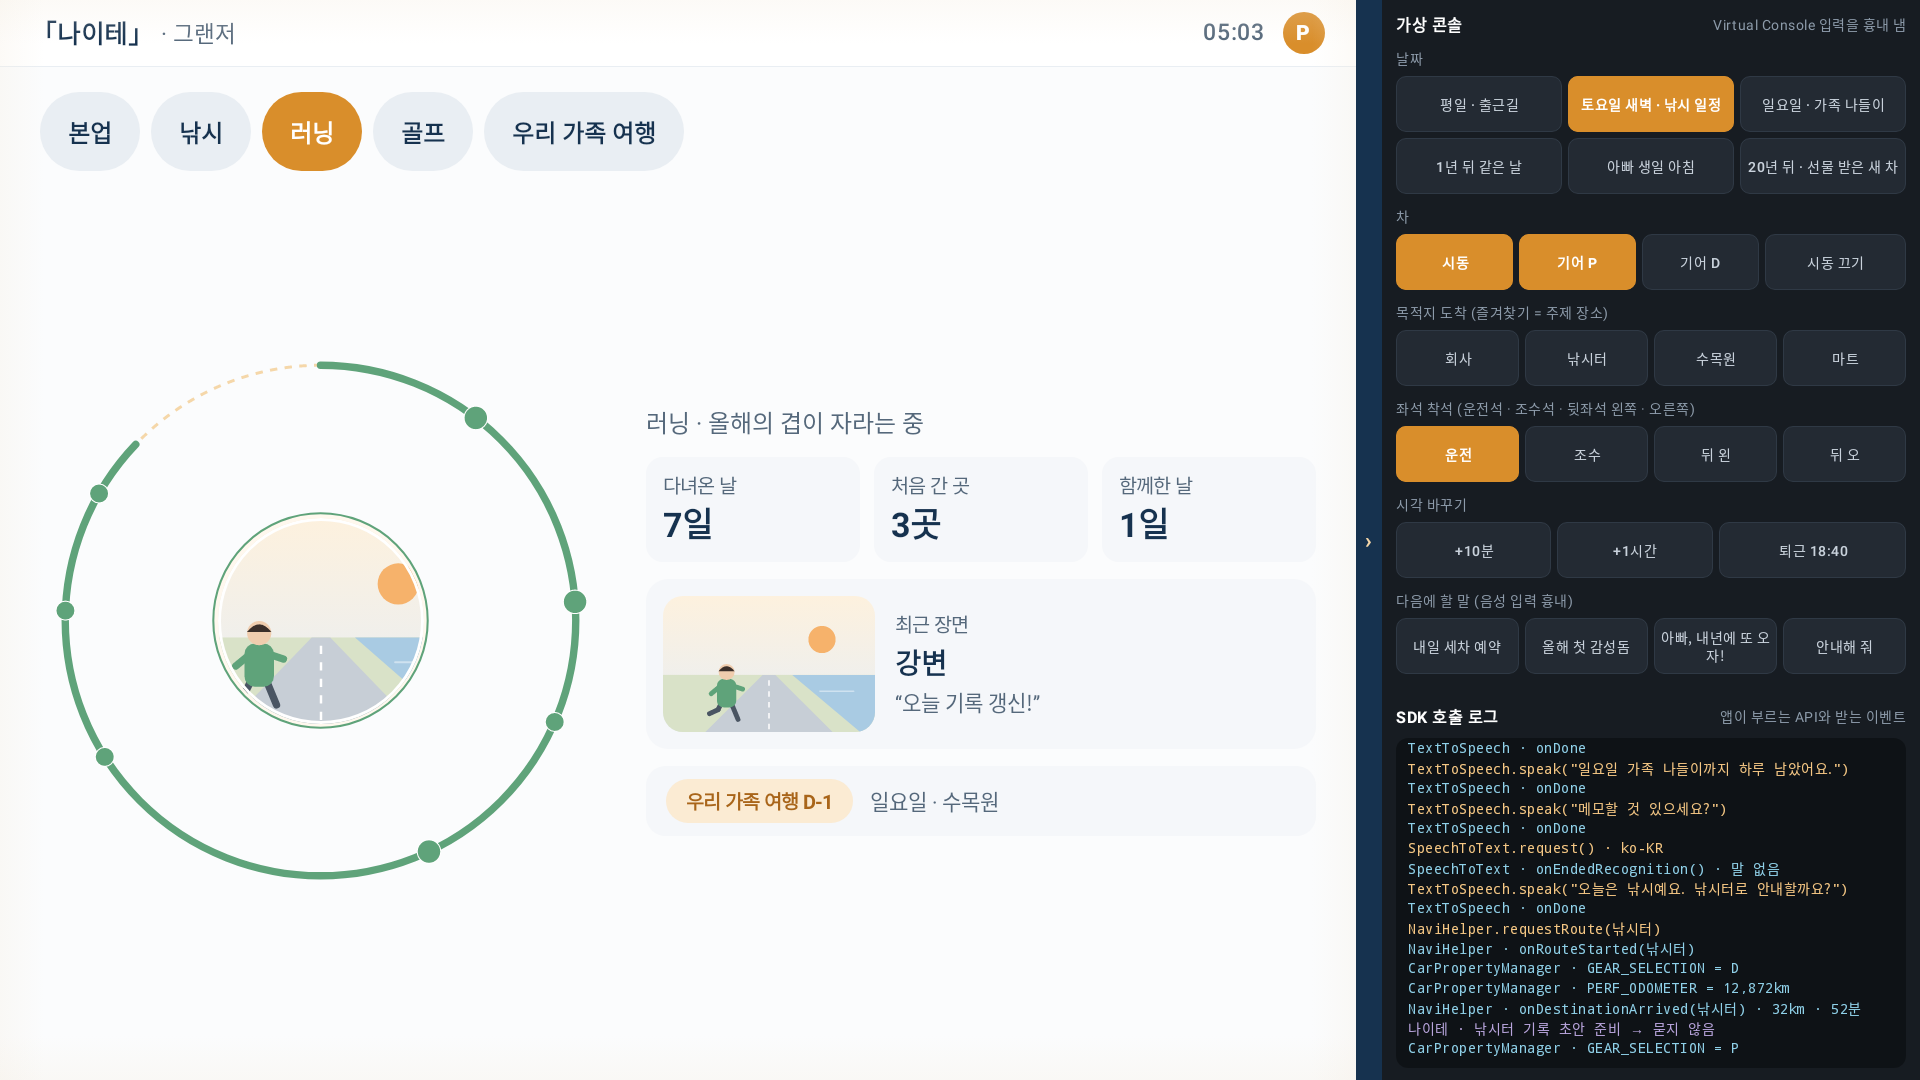 「나이테」 · 그랜저
05:03 P
본업 낚시 러닝 골프 우리 가족 여행
러닝 · 올해의 겹이 자라는 중
다녀온 날 처음 간 곳 함께한 날
7일 3곳 1일
최근 장면
강변
“오늘 기록 갱신!”
우리 가족 여행 D-1 일요일 · 수목원
›
가상 콘솔 Virtual Console 입력을 흉내 냄
날짜
평일 · 출근길 토요일 새벽 · 낚시 일정 일요일 · 가족 나들이
1년 뒤 같은 날 아빠 생일 아침 20년 뒤 · 선물 받은 새 차
차
시동 기어 P 기어 D 시동 끄기
목적지 도착 (즐겨찾기 = 주제 장소)
회사 낚시터 수목원 마트
좌석 착석 (운전석 · 조수석 · 뒷좌석 왼쪽 · 오른쪽)
운전 조수 뒤 왼 뒤 오
시각 바꾸기
+10분 +1시간 퇴근 18:40
다음에 할 말 (음성 입력 흉내)
내일 세차 예약 올해 첫 감성돔 아빠, 내년에 또 오자! 안내해 줘
SDK 호출 로그 앱이 부르는 API와 받는 이벤트
TextToSpeech · onDone
TextToSpeech.speak("일요일 가족 나들이까지 하루 남았어요.")
TextToSpeech · onDone
TextToSpeech.speak("메모할 것 있으세요?")
TextToSpeech · onDone
SpeechToText.request() · ko-KR
SpeechToText · onEndedRecognition() · 말 없음
TextToSpeech.speak("오늘은 낚시예요. 낚시터로 안내할까요?")
TextToSpeech · onDone
NaviHelper.requestRoute(낚시터)
NaviHelper · onRouteStarted(낚시터)
CarPropertyManager · GEAR_SELECTION = D
CarPropertyManager · PERF_ODOMETER = 12,872km
NaviHelper · onDestinationArrived(낚시터) · 32km · 52분
나이테 · 낚시터 기록 초안 준비 → 묻지 않음
CarPropertyManager · GEAR_SELECTION = P